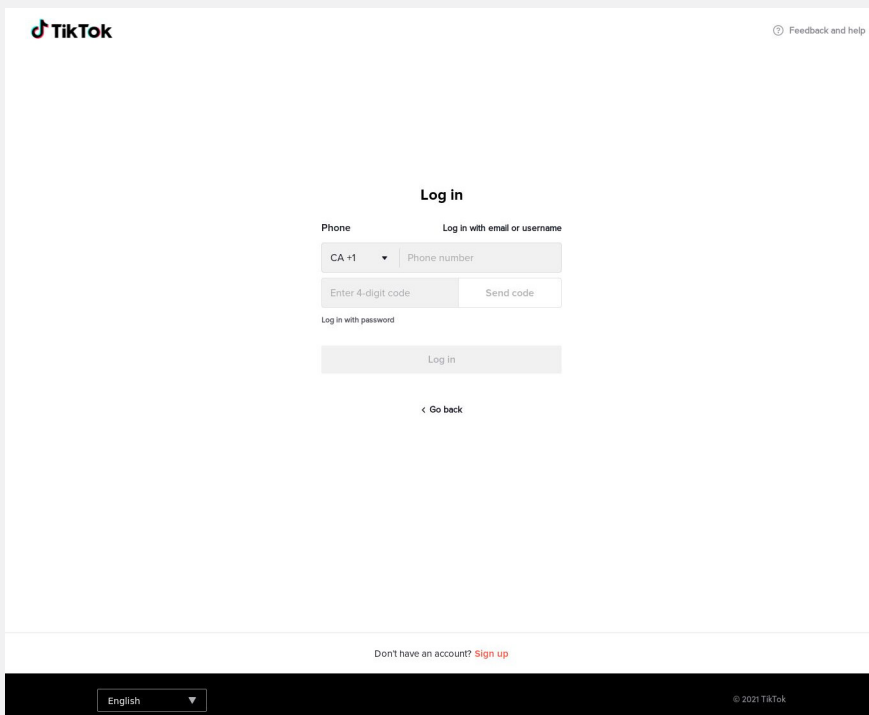 TikTok
Feedback and help
Log in
Phone Log in with email or username
CA +1 Phone number
Enter 4-digit code Send code
Log in with password
Log in
Go back
Don't have an account? Sign up
English © 2021 TikTok